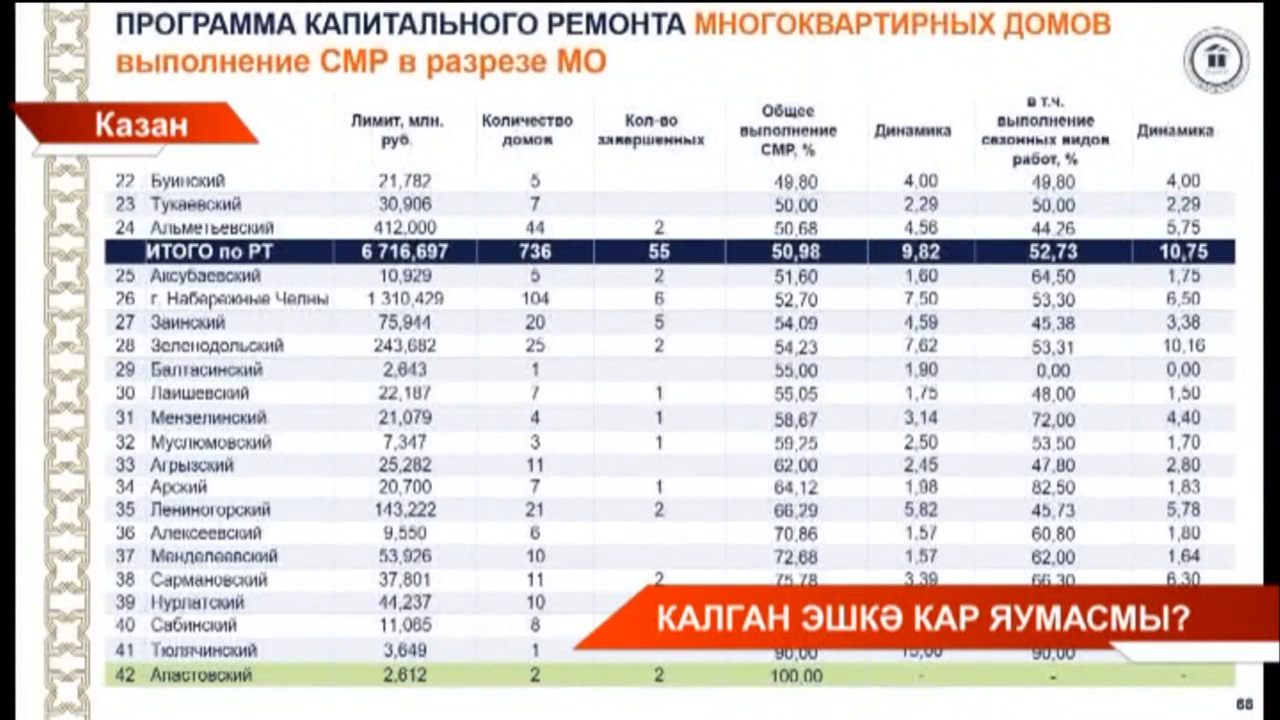 ПРОГРАММА КАПИТАЛЬНОГО РЕМОНТА МНОГОКВАРТИРНЫХ ДОМОВ
выполнение СМР в разрезе МО
Казан
Лимит, млн. руб. Количество домов Кол-во завершенных Общее выполнение СМР, % Динамика в т.ч. выполнение сезонных видов работ, % Динамика
22 Буинский 21,782 5 49,80 4,00 49,80 4,00
23 Тукаевский 30,906 7 50,00 2,29 50,00 2,29
24 Альметьевский 412,000 44 2 50,68 4,56 44,26 5,75
ИТОГО по РТ 6 716,697 736 55 50,98 9,82 52,73 10,75
25 Аксубаевский 10,929 5 2 51,60 1,60 64,50 1,75
26 г. Набережные Челны 1 310,429 104 6 52,70 7,50 53,30 6,50
27 Заинский 75,944 20 5 54,09 4,59 45,38 3,38
28 Зеленодольский 243,682 25 2 54,23 7,62 53,31 10,16
29 Балтасинский 2,643 1 55,00 1,90 0,00 0,00
30 Лаишевский 22,187 7 1 55,05 1,75 48,00 1,50
31 Мензелинский 21,079 4 1 58,67 3,14 72,00 4,40
32 Муслюмовский 7,347 3 1 59,25 2,50 53,50 1,70
33 Агрызский 25,282 11 62,00 2,45 47,80 2,80
34 Арский 20,700 7 1 64,12 1,98 82,50 1,83
35 Лениногорский 143,222 21 2 66,29 5,82 45,73 5,78
36 Алексеевский 9,550 6 70,86 1,57 60,80 1,80
37 Менделеевский 53,926 10 72,68 1,57 62,00 1,64
38 Сармановский 37,801 11 2 75,78 3,39 66,30 6,30
39 Нурлатский 44,237 10
40 Сабинский 11,065 8
41 Тюлячинский 3,649 1 90,00 15,00 90,00
42 Апастовский 2,612 2 2 100,00 - - -
КАЛГАН ЭШКӘ КАР ЯУМАСМЫ?
68